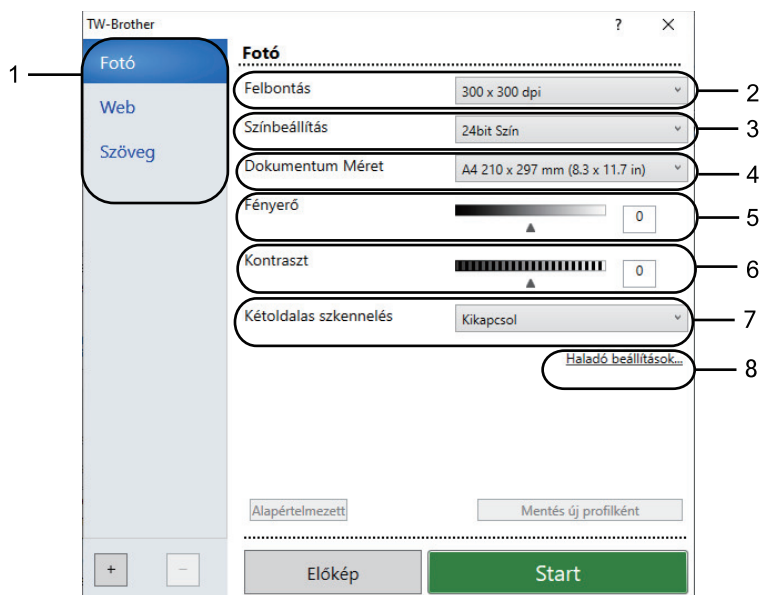 TW-Brother ? ×
1
Fotó
Web
Szöveg
Fotó
Felbontás 300 x 300 dpi 2
Színbeállítás 24bit Szín 3
Dokumentum Méret A4 210 x 297 mm (8.3 x 11.7 in) 4
Fényerő 0 5
Kontraszt 0 6
Kétoldalas szkennelés Kikapcsol 7
Haladó beállítások... 8
Alapértelmezett Mentés új profilként
+ − Előkép Start